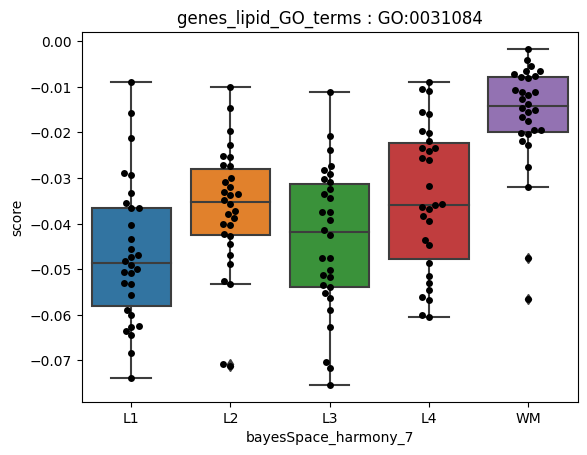 genes_lipid_GO_terms : GO:0031084
0.00
−0.01
−0.02
−0.03
−0.04
−0.05
−0.06
−0.07
score
L1 L2 L3 L4 WM
bayesSpace_harmony_7